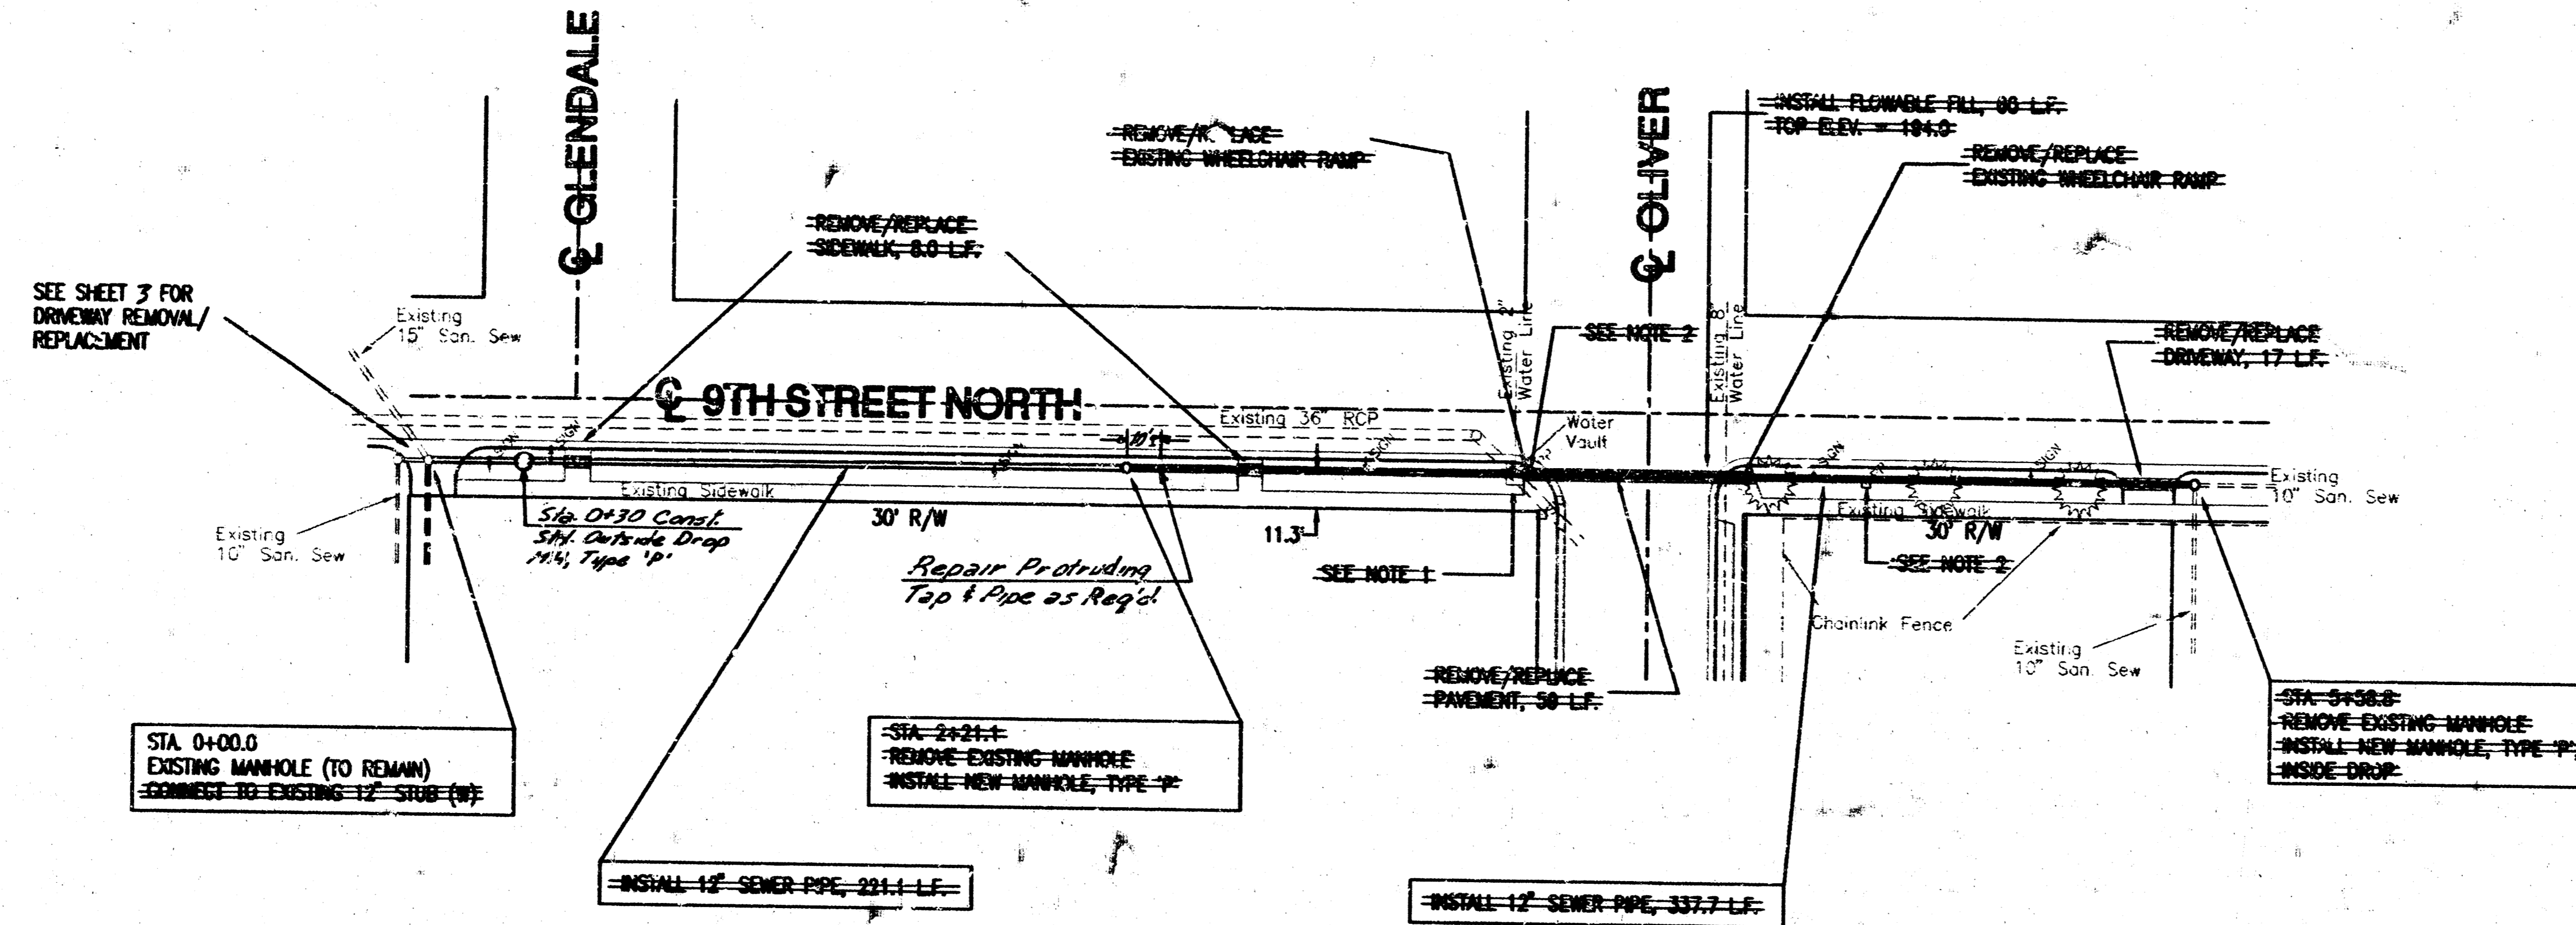 ℄ GLENDALE
REMOVE/R LACE
EXISTING WHEELCHAIR RAMP
℄ OLIVER
INSTALL FLOWABLE FILL, L.F.
TOP ELEV. = 194.0
REMOVE/REPLACE
EXISTING WHEELCHAIR RAMP
REMOVE/REPLACE
SIDEWALK, 8.0 L.F.
SEE SHEET 3 FOR
DRIVEWAY REMOVAL/
REPLACEMENT
Existing
15" San. Sew
Existing 2"
Water Line
SEE NOTE 2
Existing 8"
Water Line
REMOVE/REPLACE
DRIVEWAY, 17 L.F.
℄ 9TH STREET NORTH
Existing 36" RCP
Water
Vault
SIGN
SIGN
10'±
SIGN
SIGN
SIGN
Existing
10" San. Sew
Existing Sidewalk
Existing Sidewalk
30' R/W
30' R/W
11.3'
Existing
10" San. Sew
Sta. 0+30 Const.
Std. Outside Drop
M.H., Type 'P'
Repair Protruding
Tap & Pipe as Req'd.
SEE NOTE 1
SEE NOTE 2
Chainlink Fence
Existing
10" San. Sew
REMOVE/REPLACE
PAVEMENT, 50 L.F.
STA. 0+00.0
EXISTING MANHOLE (TO REMAIN)
CONNECT TO EXISTING 12" STUB (W)
STA. 2+21.1
REMOVE EXISTING MANHOLE
INSTALL NEW MANHOLE, TYPE 'P'
STA. 5+58.8
REMOVE EXISTING MANHOLE
INSTALL NEW MANHOLE, TYPE 'P',
INSIDE DROP
INSTALL 12" SEWER PIPE, 221.1 L.F.
INSTALL 12" SEWER PIPE, 337.7 L.F.